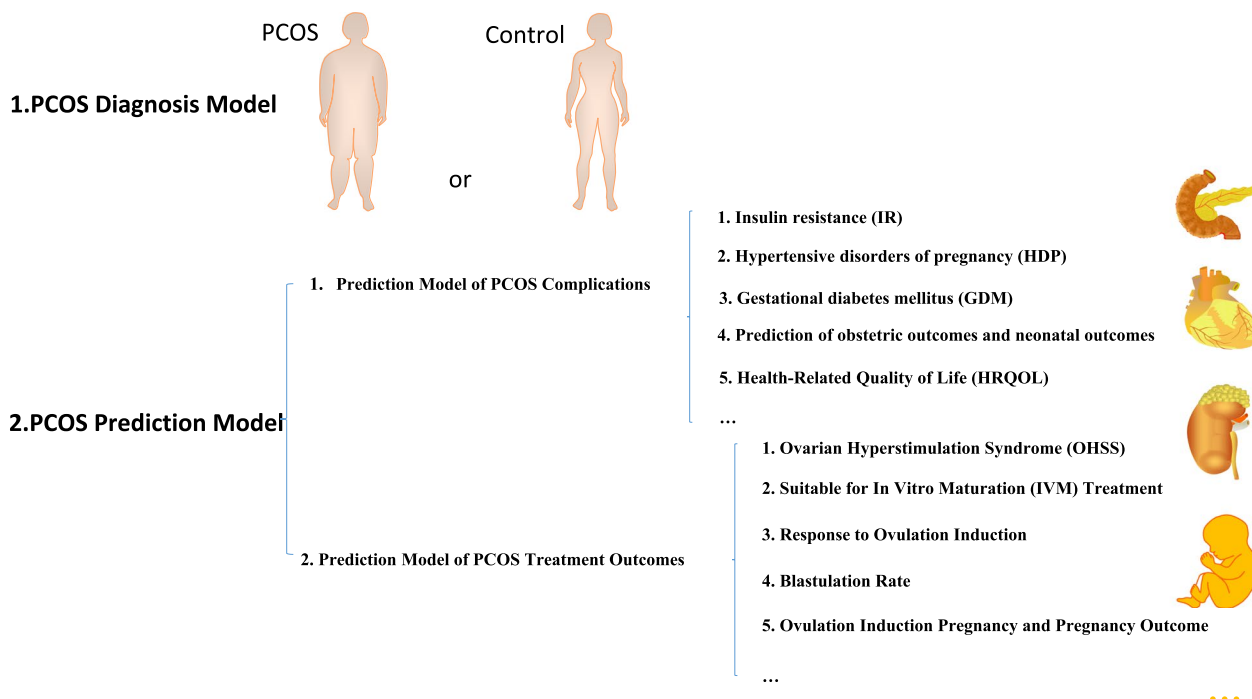 PCOS
Control
1.PCOS Diagnosis Model
or
1. Insulin resistance (IR)
2. Hypertensive disorders of pregnancy (HDP)
1. Prediction Model of PCOS Complications
3. Gestational diabetes mellitus (GDM)
4. Prediction of obstetric outcomes and neonatal outcomes
5. Health-Related Quality of Life (HRQOL)
...
2.PCOS Prediction Model
1. Ovarian Hyperstimulation Syndrome (OHSS)
2. Suitable for In Vitro Maturation (IVM) Treatment
3. Response to Ovulation Induction
2. Prediction Model of PCOS Treatment Outcomes
4. Blastulation Rate
5. Ovulation Induction Pregnancy and Pregnancy Outcome
...